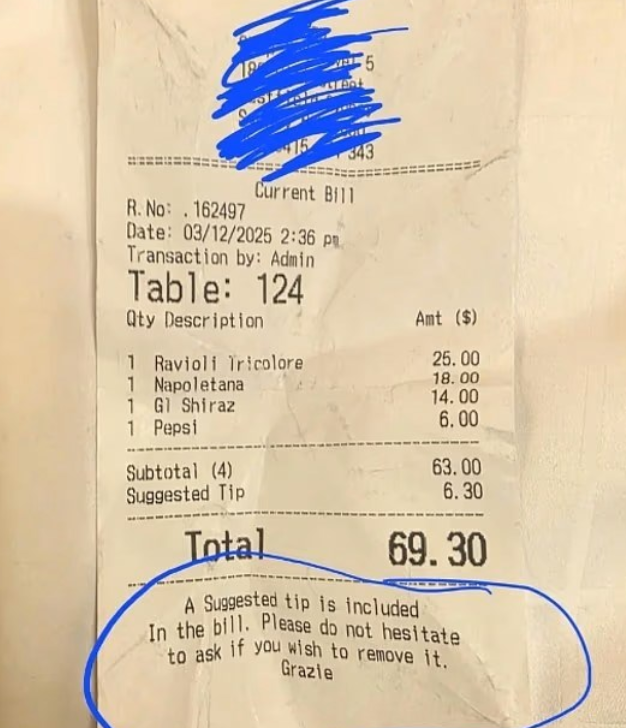 5
415 343
Current Bill
R.No: .162497
Date: 03/12/2025 2:36 pm
Transaction by: Admin
Table: 124
Qty Description Amt ($)
1 Ravioli Tricolore 25.00
1 Napoletana 18.00
1 Gl Shiraz 14.00
1 Pepsi 6.00
Subtotal (4) 63.00
Suggested Tip 6.30
Total 69.30
A Suggested tip is included
In the bill. Please do not hesitate
to ask if you wish to remove it.
Grazie